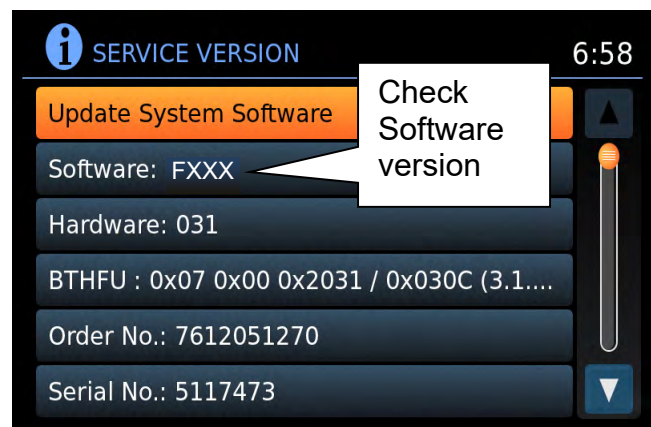 SERVICE VERSION
6:58
Update System Software
Check
Software
version
Software: FXXX
Hardware: 031
BTHFU : 0x07 0x00 0x2031 / 0x030C (3.1....
Order No.: 7612051270
Serial No.: 5117473